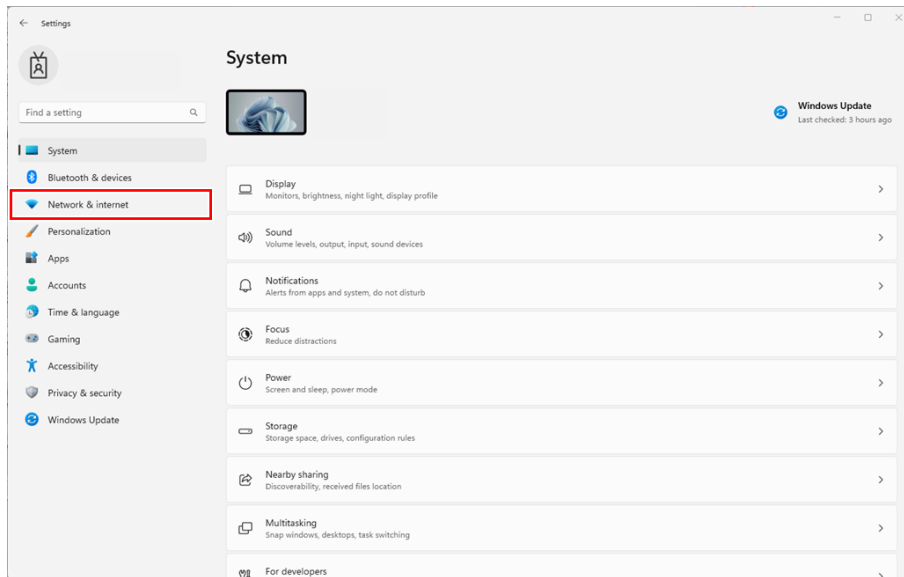 Settings
System
Find a setting
Windows Update
Last checked: 3 hours ago
System
Bluetooth & devices
Network & internet
Personalization
Apps
Accounts
Time & language
Gaming
Accessibility
Privacy & security
Windows Update
Display
Monitors, brightness, night light, display profile
Sound
Volume levels, output, input, sound devices
Notifications
Alerts from apps and system, do not disturb
Focus
Reduce distractions
Power
Screen and sleep, power mode
Storage
Storage space, drives, configuration rules
Nearby sharing
Discoverability, received files location
Multitasking
Snap windows, desktops, task switching
For developers